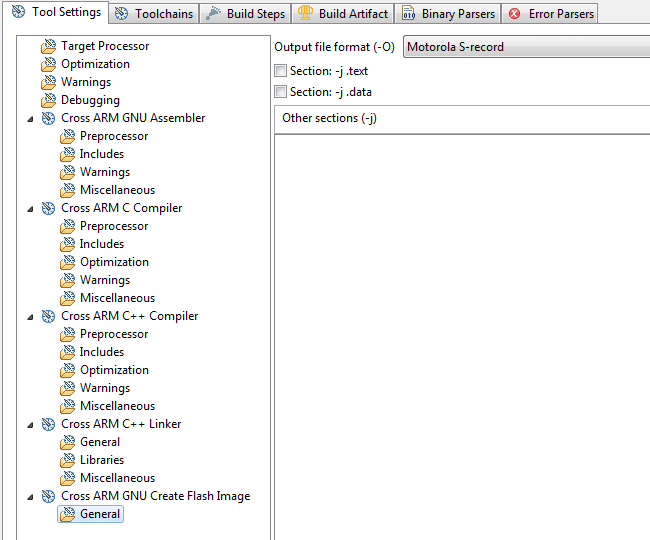 Tool Settings
Toolchains
Build Steps
Build Artifact
Binary Parsers
Error Parsers
Target Processor
Optimization
Warnings
Debugging
Cross ARM GNU Assembler
Preprocessor
Includes
Warnings
Miscellaneous
Cross ARM C Compiler
Preprocessor
Includes
Optimization
Warnings
Miscellaneous
Cross ARM C++ Compiler
Preprocessor
Includes
Optimization
Warnings
Miscellaneous
Cross ARM C++ Linker
General
Libraries
Miscellaneous
Cross ARM GNU Create Flash Image
General
Output file format (-O) Motorola S-record
Section: -j .text
Section: -j .data
Other sections (-j)